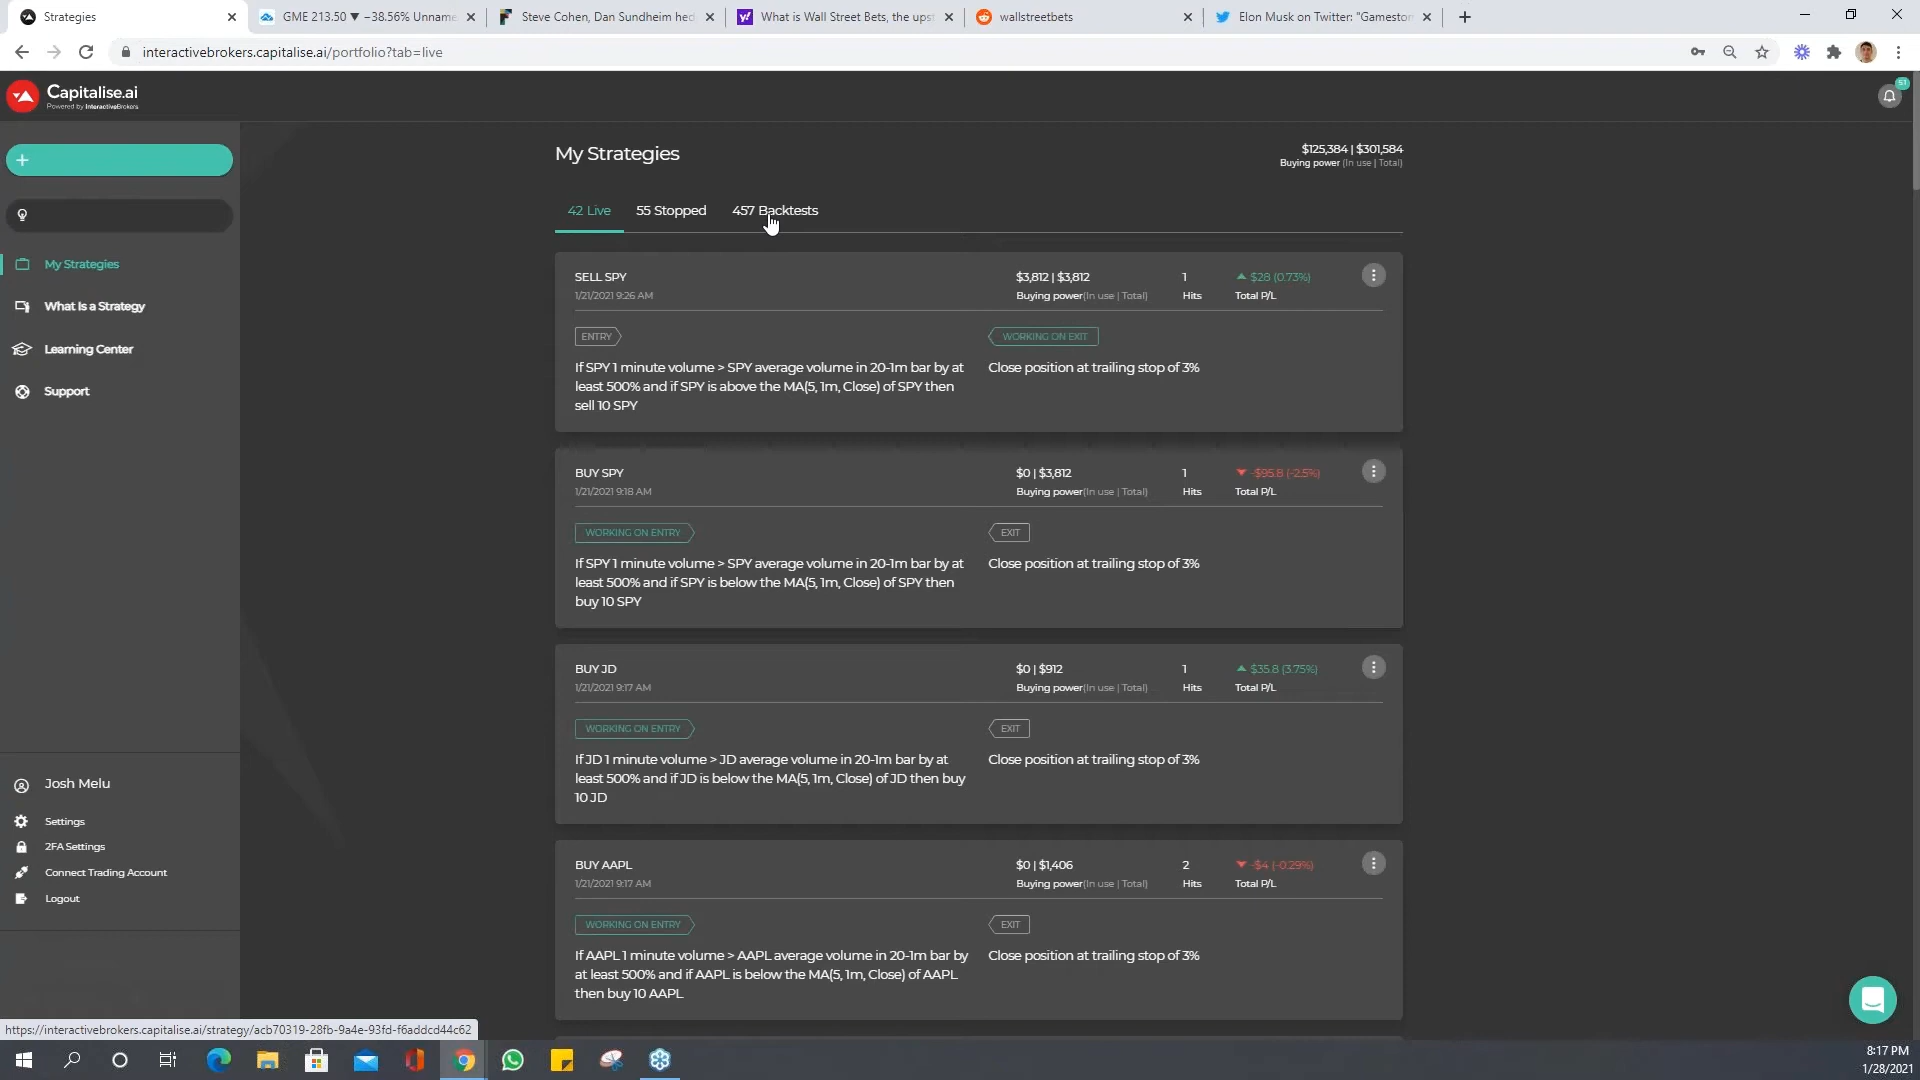 Strategies
GME 213.50 ▼ −38.56% Unname
Steve Cohen, Dan Sundheim hed
What is Wall Street Bets, the upst
wallstreetbets
Elon Musk on Twitter: "Gameston
interactivebrokers.capitalise.ai/portfolio?tab=live
Capitalise.ai
Powered by InteractiveBrokers
51
My Strategies
What Is a Strategy
Learning Center
Support
Josh Melu
Settings
2FA Settings
Connect Trading Account
Logout
My Strategies
$125,384 | $301,584
Buying power (In use | Total)
42 Live 55 Stopped 457 Backtests
SELL SPY $3,812 | $3,812 1 $28 (0.73%)
1/21/2021 9:26 AM Buying power(In use | Total) Hits Total P/L
ENTRY WORKING ON EXIT
If SPY 1 minute volume > SPY average volume in 20-1m bar by at Close position at trailing stop of 3%
least 500% and if SPY is above the MA(5, 1m, Close) of SPY then
sell 10 SPY
BUY SPY $0 | $3,812 1 -$95.8 (-2.5%)
1/21/2021 9:18 AM Buying power(In use | Total) Hits Total P/L
WORKING ON ENTRY EXIT
If SPY 1 minute volume > SPY average volume in 20-1m bar by at Close position at trailing stop of 3%
least 500% and if SPY is below the MA(5, 1m, Close) of SPY then
buy 10 SPY
BUY JD $0 | $912 1 $35.8 (3.75%)
1/21/2021 9:17 AM Buying power(In use | Total) Hits Total P/L
WORKING ON ENTRY EXIT
If JD 1 minute volume > JD average volume in 20-1m bar by at Close position at trailing stop of 3%
least 500% and if JD is below the MA(5, 1m, Close) of JD then buy
10 JD
BUY AAPL $0 | $1,406 2 -$4 (-0.29%)
1/21/2021 9:17 AM Buying power(In use | Total) Hits Total P/L
WORKING ON ENTRY EXIT
If AAPL 1 minute volume > AAPL average volume in 20-1m bar by Close position at trailing stop of 3%
at least 500% and if AAPL is below the MA(5, 1m, Close) of AAPL
then buy 10 AAPL
https://interactivebrokers.capitalise.ai/strategy/acb70319-28fb-9a4e-93fd-f6addcd44c62
8:17 PM
1/28/2021